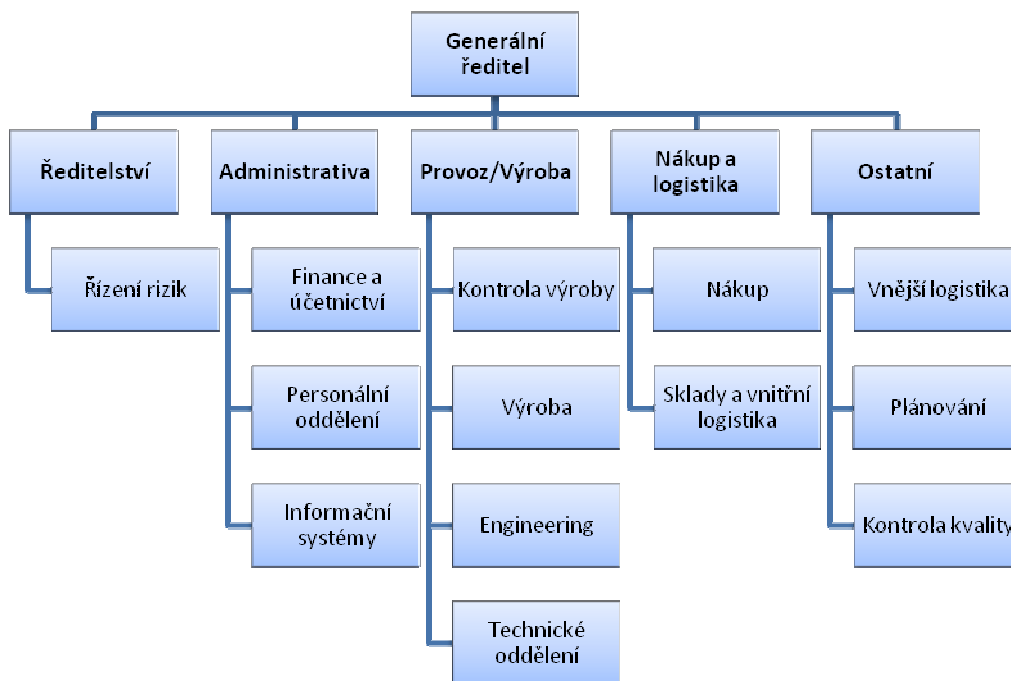 Generální
ředitel
Ředitelství
Administrativa
Provoz/Výroba
Nákup a
logistika
Ostatní
Řízení rizik
Finance a
účetnictví
Kontrola výroby
Nákup
Vnější logistika
Personální
oddělení
Výroba
Sklady a vnitřní
logistika
Plánování
Informační
systémy
Engineering
Kontrola kvality
Technické
oddělení